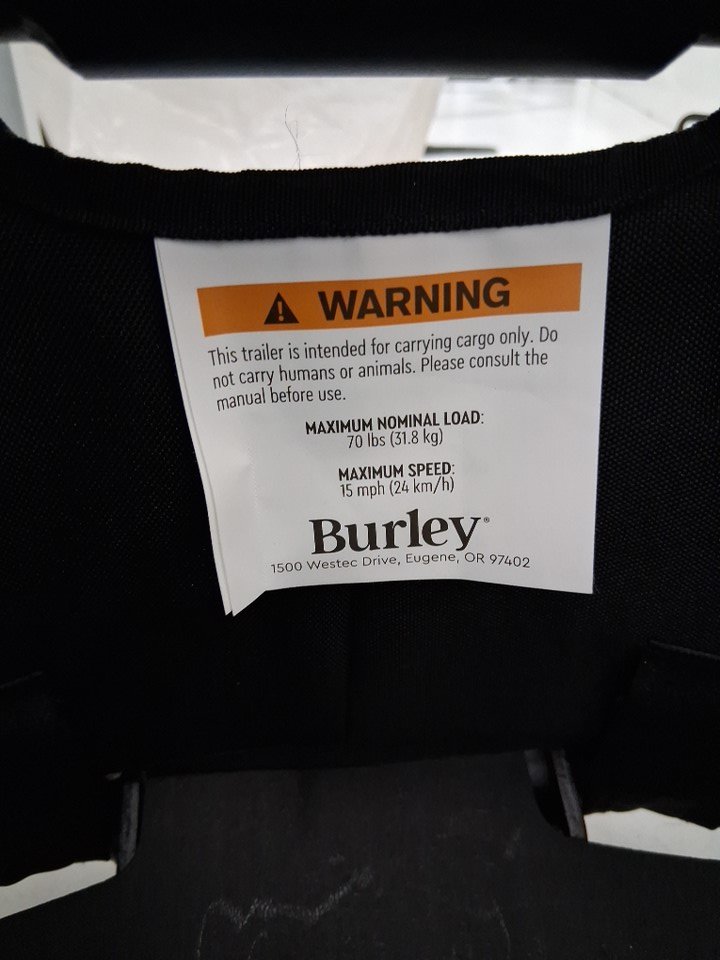 WARNING
This trailer is intended for carrying cargo only. Do
not carry humans or animals. Please consult the
manual before use.
MAXIMUM NOMINAL LOAD:
70 lbs (31.8 kg)
MAXIMUM SPEED:
15 mph (24 km/h)
Burley®
1500 Westec Drive, Eugene, OR 97402